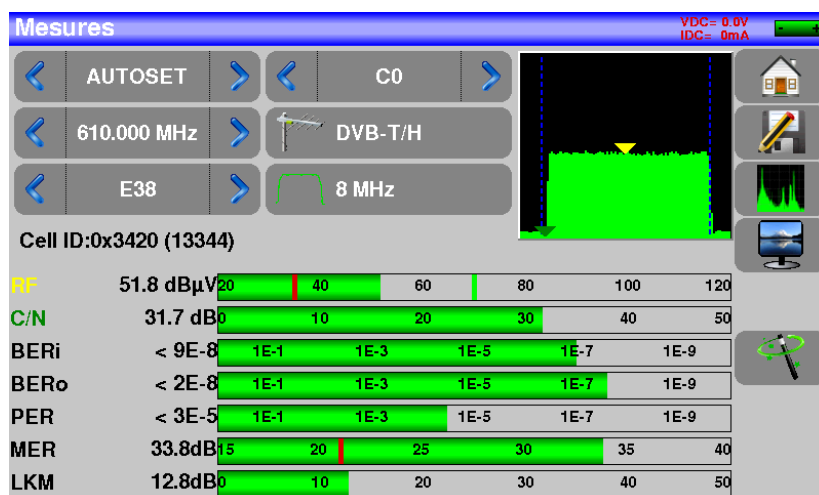 Mesures
VDC= 0.0V
IDC= 0mA
- +
AUTOSET
C0
610.000 MHz
DVB-T/H
E38
8 MHz
Cell ID:0x3420 (13344)
RF 51.8 dBµV 20 40 60 80 100 120
C/N 31.7 dB 0 10 20 30 40 50
BERi < 9E-8 1E-1 1E-3 1E-5 1E-7 1E-9
BERo < 2E-8 1E-1 1E-3 1E-5 1E-7 1E-9
PER < 3E-5 1E-1 1E-3 1E-5 1E-7 1E-9
MER 33.8dB 15 20 25 30 35 40
LKM 12.8dB 0 10 20 30 40 50